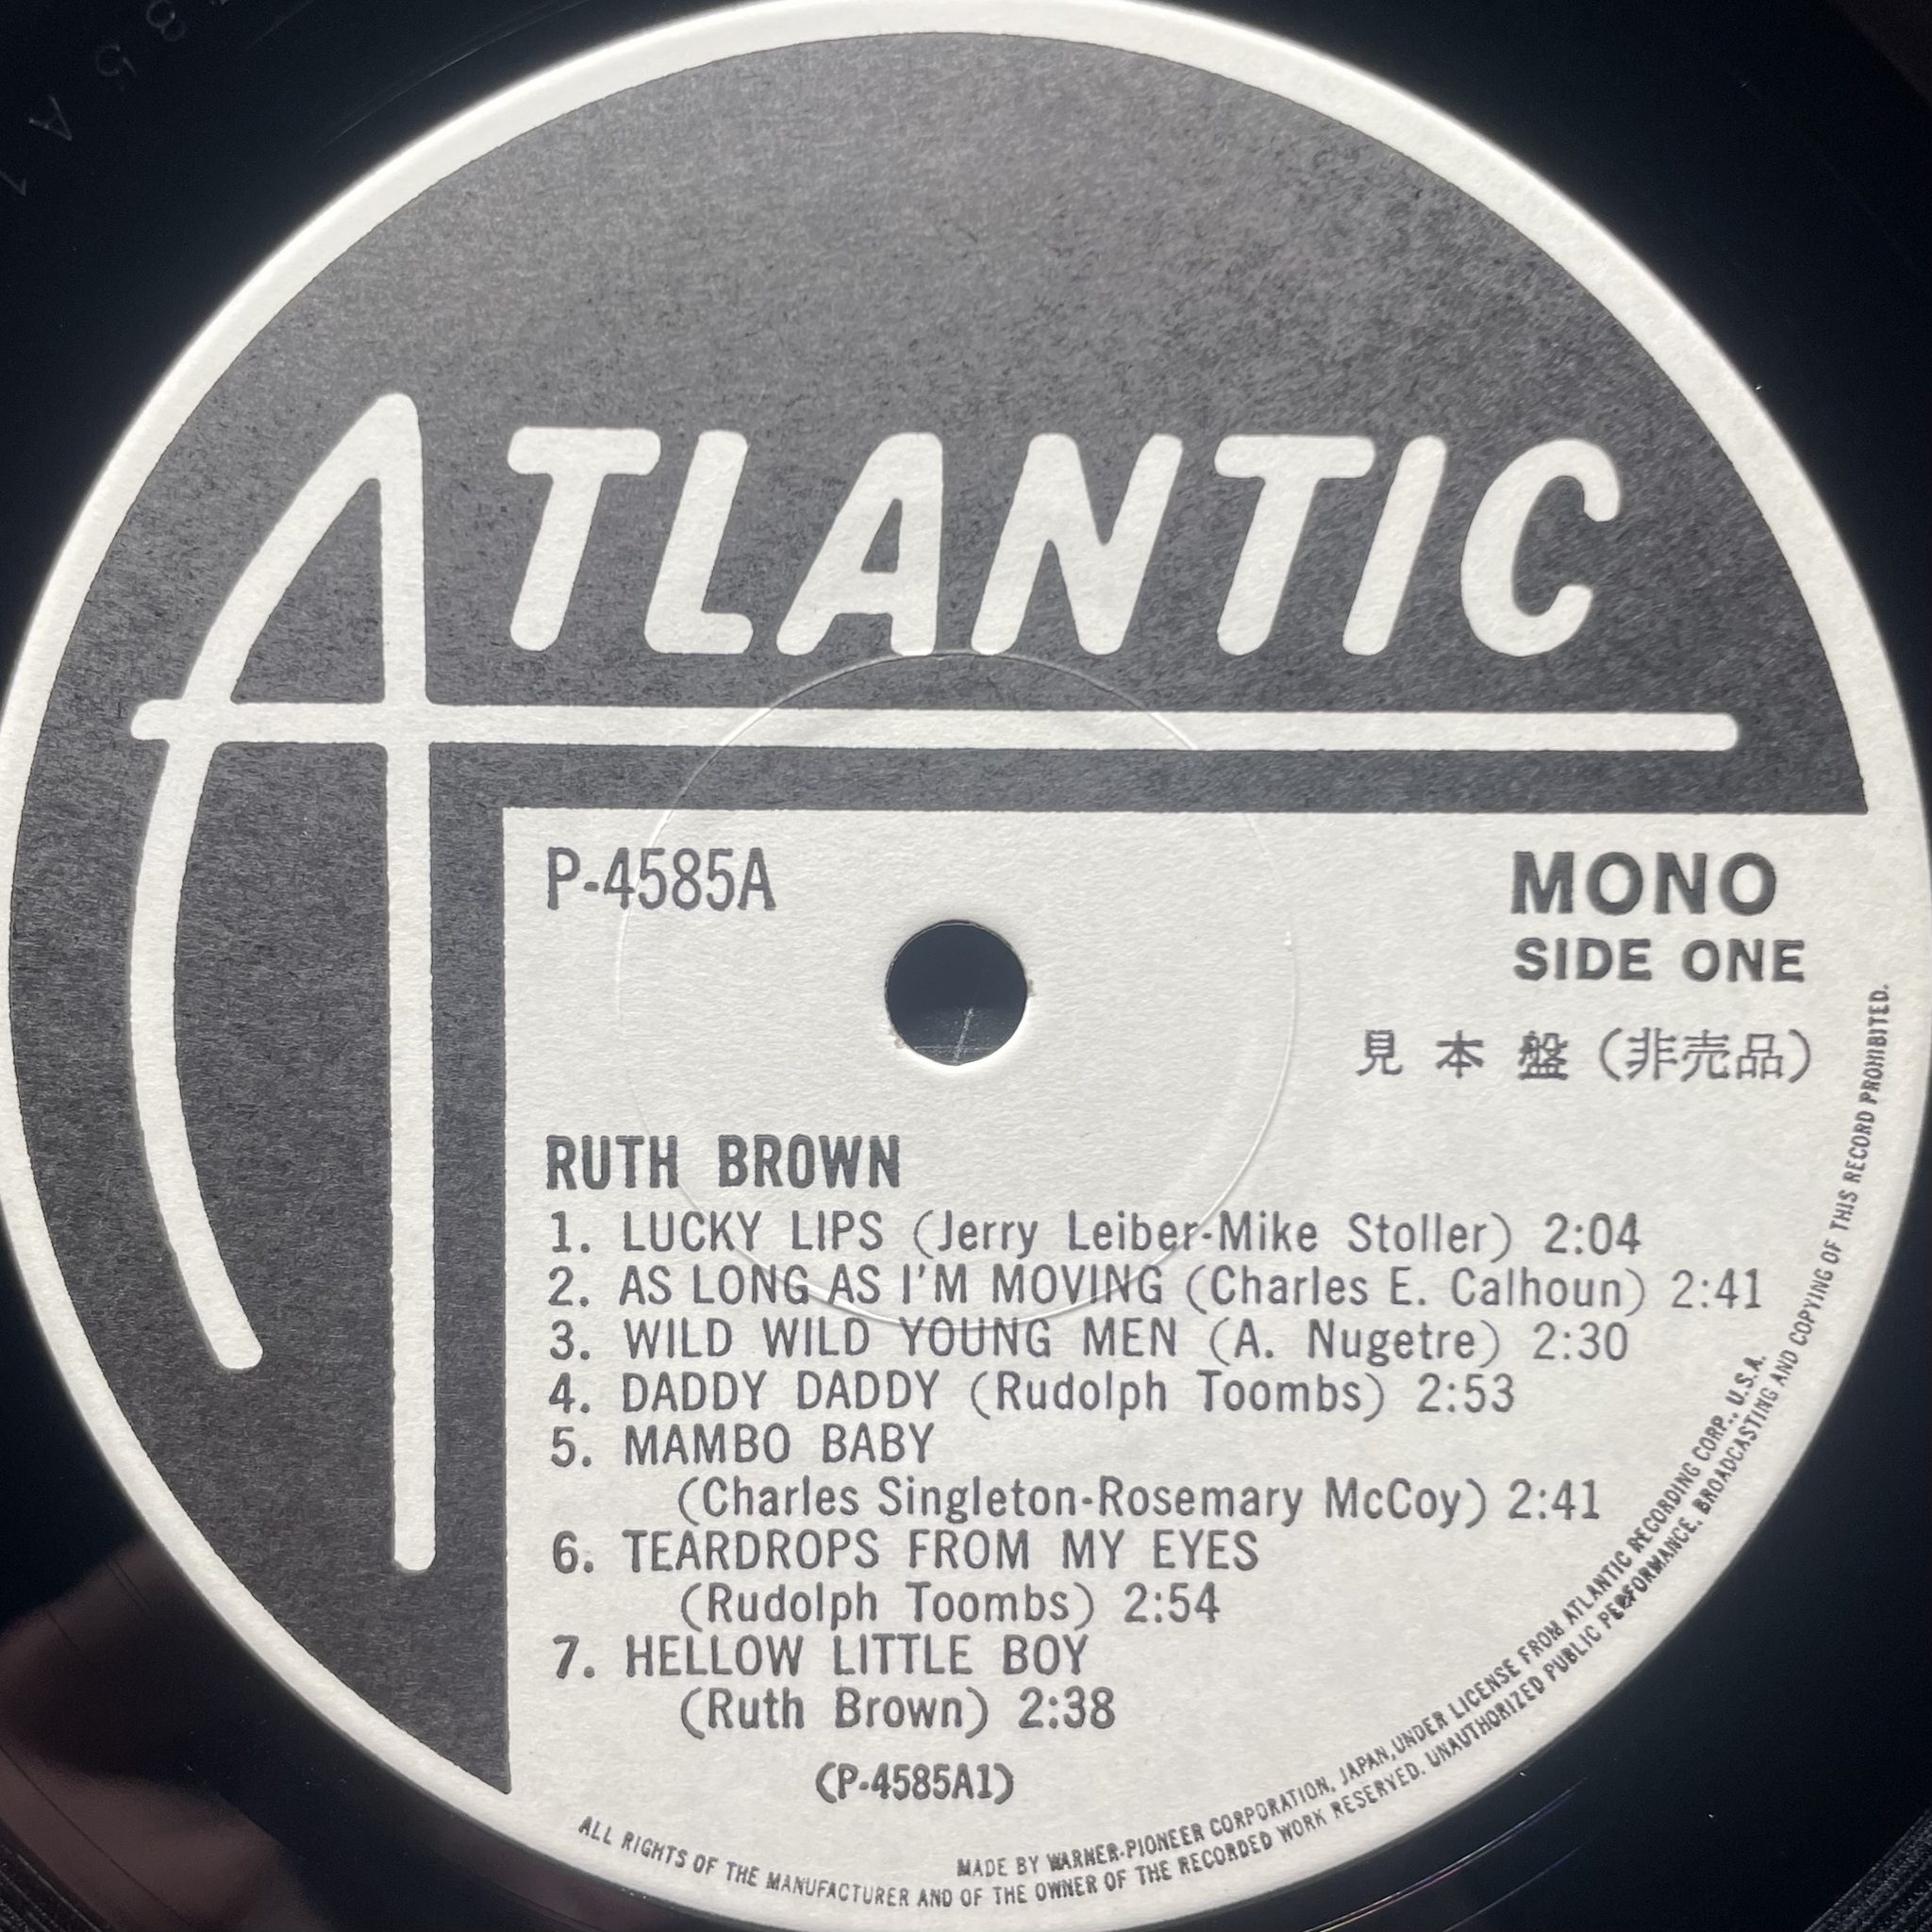 ATLANTIC
P-4585A
MONO
SIDE ONE
見本盤(非売品)
RUTH BROWN
1. LUCKY LIPS (Jerry Leiber-Mike Stoller) 2:04
2. AS LONG AS I'M MOVING (Charles E. Calhoun) 2:41
3. WILD WILD YOUNG MEN (A. Nugetre) 2:30
4. DADDY DADDY (Rudolph Toombs) 2:53
5. MAMBO BABY
(Charles Singleton-Rosemary McCoy) 2:41
6. TEARDROPS FROM MY EYES
(Rudolph Toombs) 2:54
7. HELLOW LITTLE BOY
(Ruth Brown) 2:38
(P-4585A1)
MADE BY WARNER-PIONEER CORPORATION, JAPAN, UNDER LICENSE FROM ATLANTIC RECORDING CORP., U.S.A.
ALL RIGHTS OF THE MANUFACTURER AND OF THE OWNER OF THE RECORDED WORK RESERVED. UNAUTHORIZED PUBLIC PERFORMANCE. BROADCASTING AND COPYING OF THIS RECORD PROHIBITED.